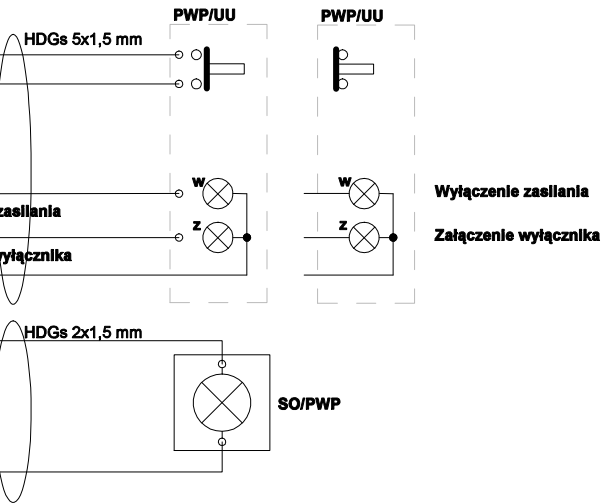 PWP/UU PWP/UU
HDGs 5x1,5 mm
w w
Wyłączenie zasilania
zasilania
z z
Załączenie wyłącznika
wyłącznika
HDGs 2x1,5 mm
SO/PWP